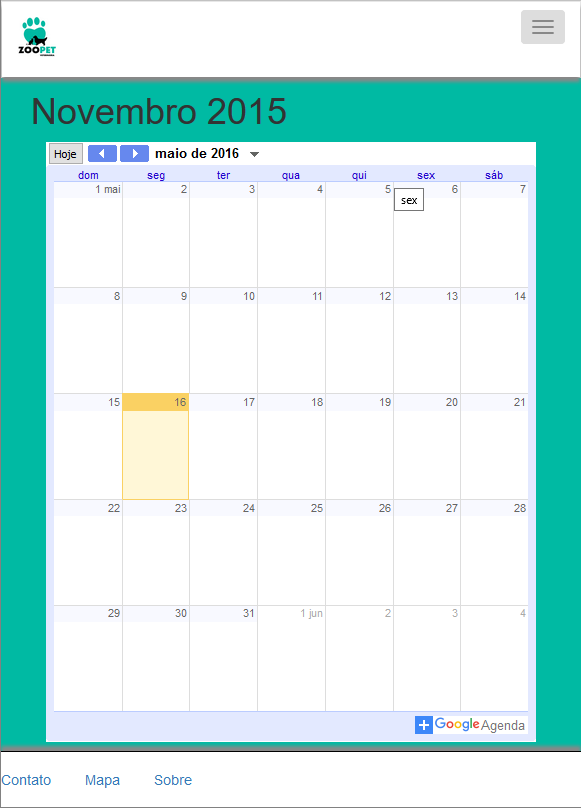 ZOOPET
Novembro 2015
Hoje maio de 2016
dom seg ter qua qui sex sáb
1 mai 2 3 4 5 6 7
sex
8 9 10 11 12 13 14
15 16 17 18 19 20 21
22 23 24 25 26 27 28
29 30 31 1 jun 2 3 4
Google Agenda
Contato Mapa Sobre